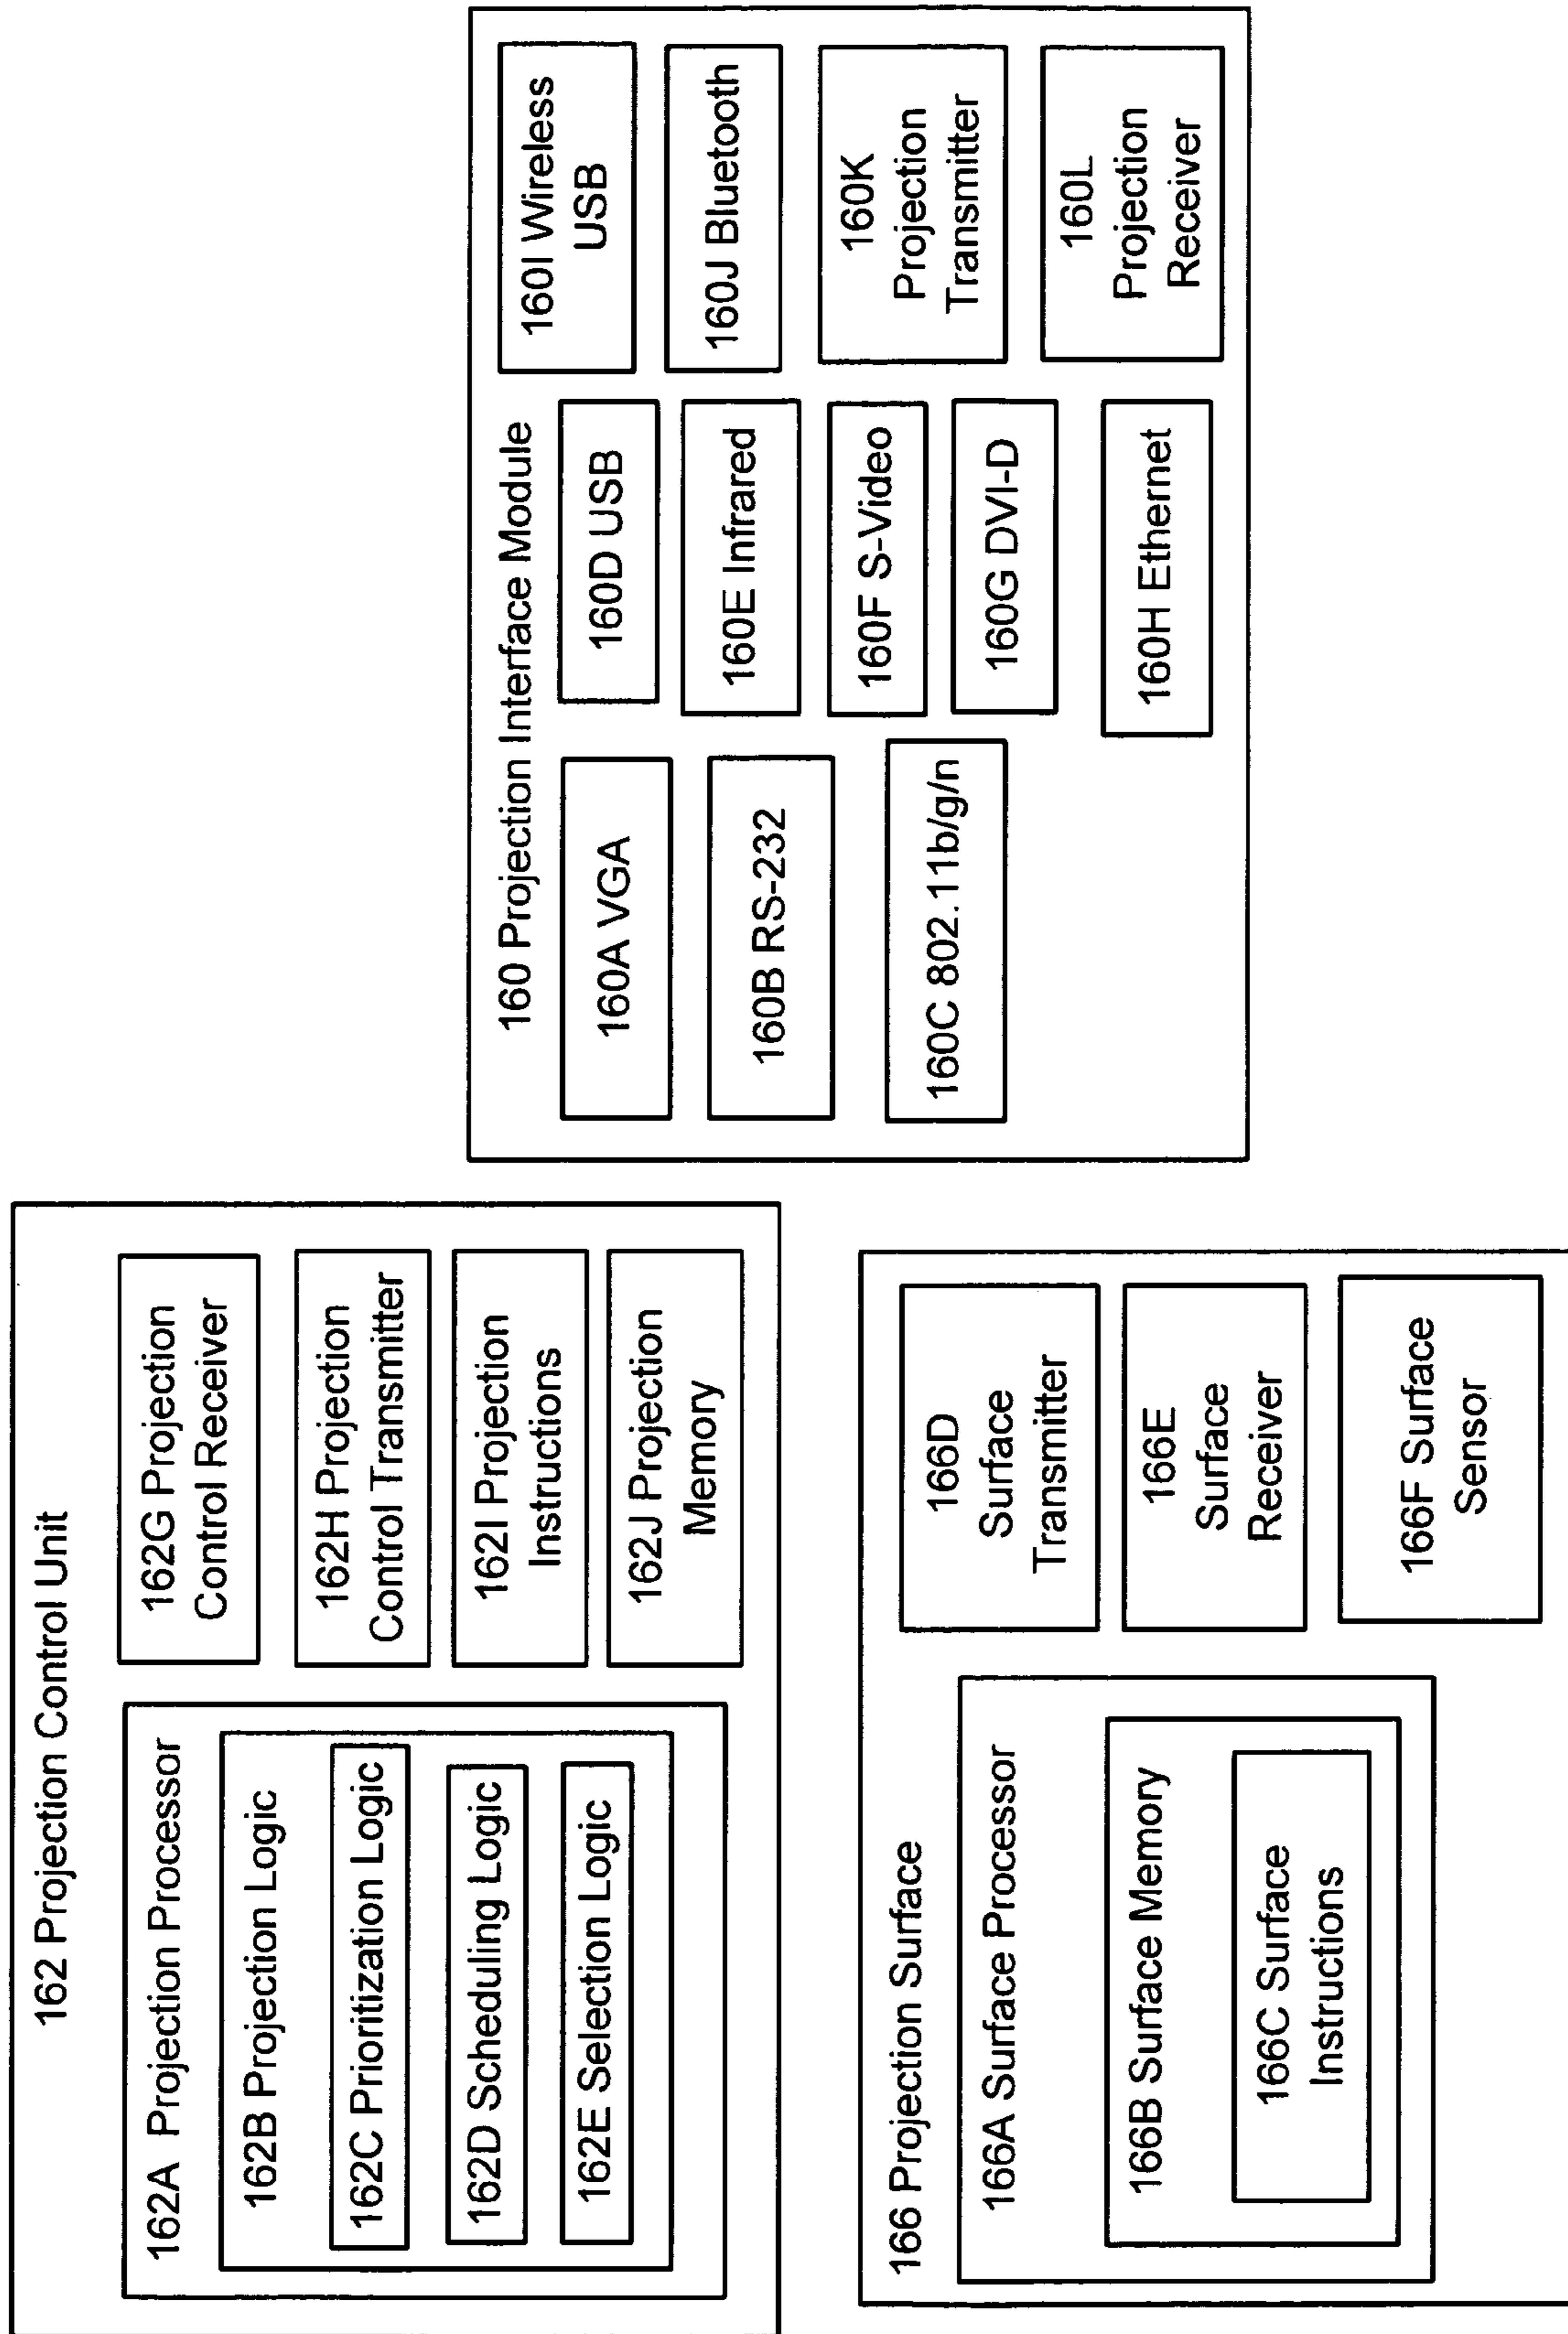 162 Projection Control Unit
162A Projection Processor
162B Projection Logic
162C Prioritization Logic
162D Scheduling Logic
162E Selection Logic
162G Projection
Control Receiver
162H Projection
Control Transmitter
162I Projection
Instructions
162J Projection
Memory
166 Projection Surface
166A Surface Processor
166B Surface Memory
166C Surface
Instructions
166D
Surface
Transmitter
166E
Surface
Receiver
166F Surface
Sensor
160 Projection Interface Module
160A VGA
160B RS-232
160C 802.11b/g/n
160D USB
160E Infrared
160F S-Video
160G DVI-D
160H Ethernet
160I Wireless
USB
160J Bluetooth
160K
Projection
Transmitter
160L
Projection
Receiver